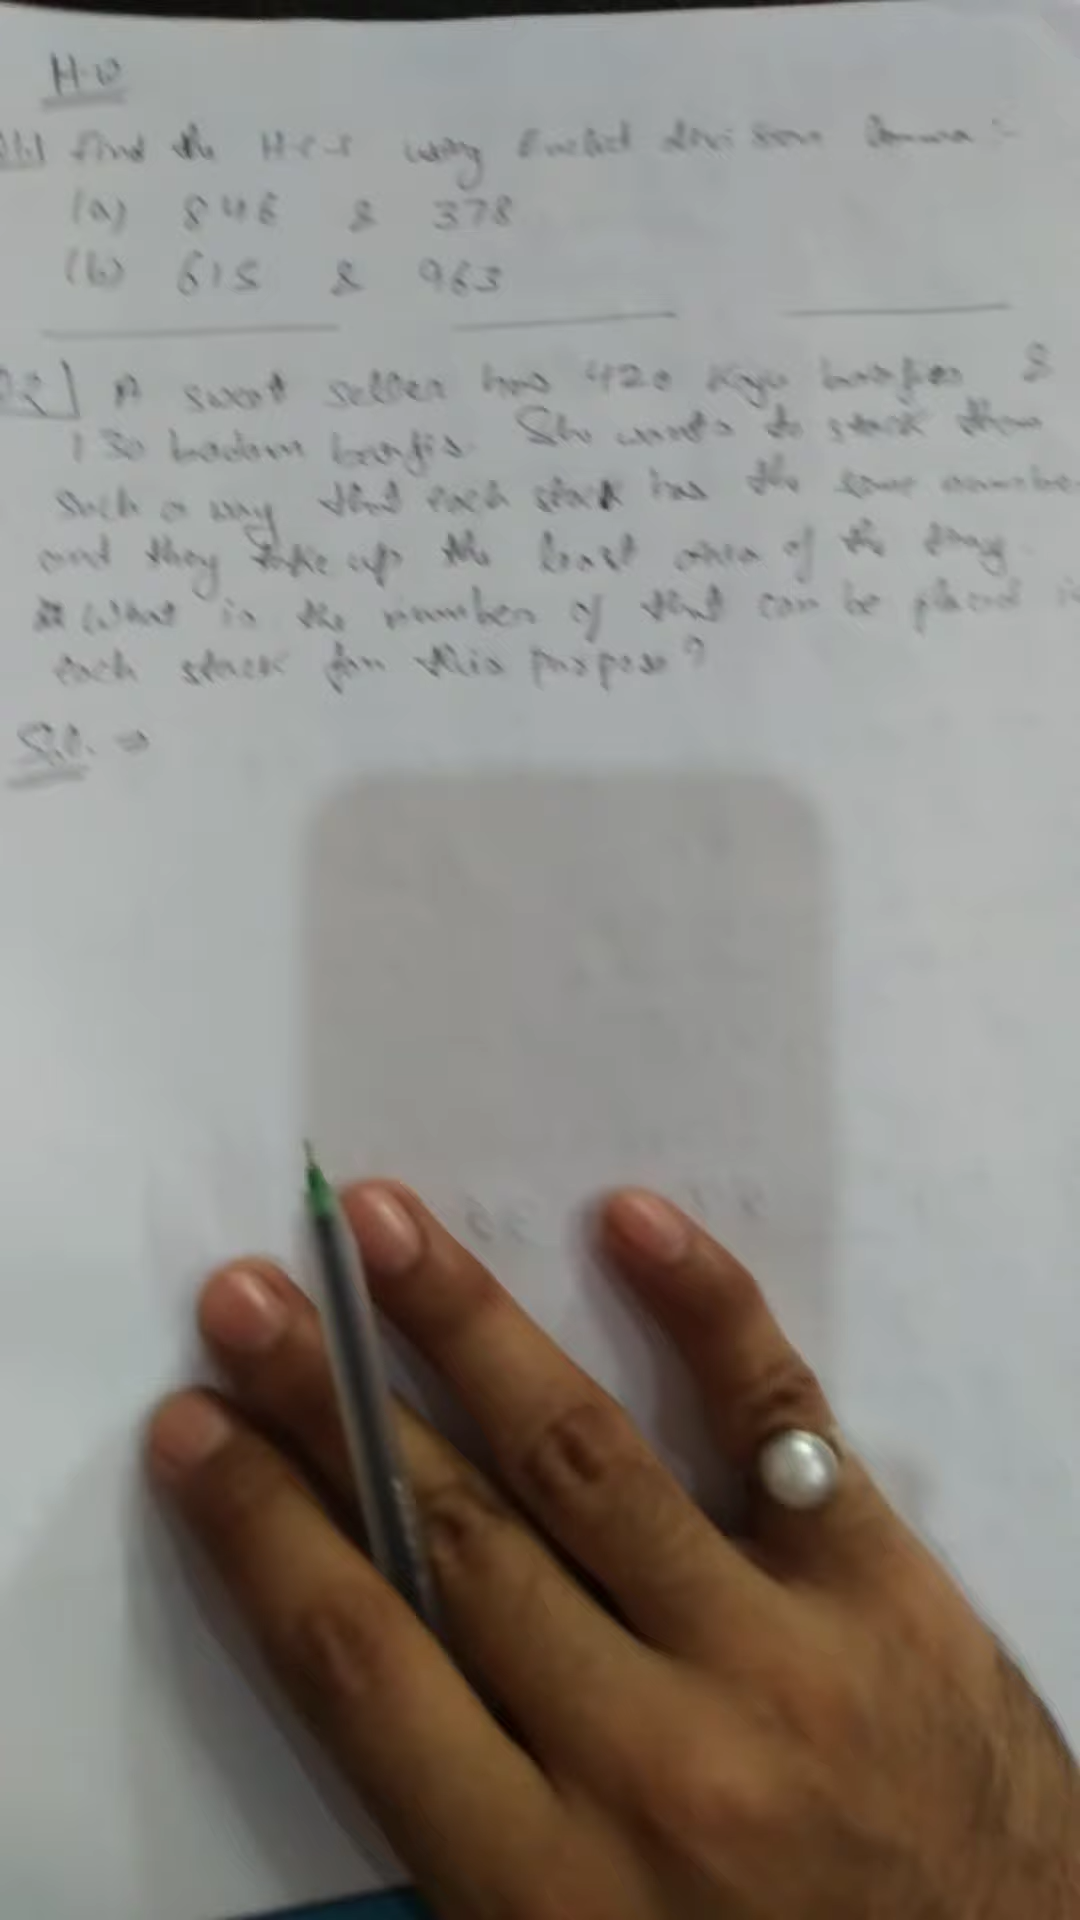 H.W
Q1.] Find the H.C.F using Euclid division Lemma:-
(a) 846 & 378
(b) 615 & 963
Q2] A sweet seller has 420 Kaju barfies &
130 badam barfis. She wants to stack them
such a way that each stack has the same number
and they take up the least area of the tray.
What is the number of that can be placed in
each stack for this purpose?
Sol. ⇒